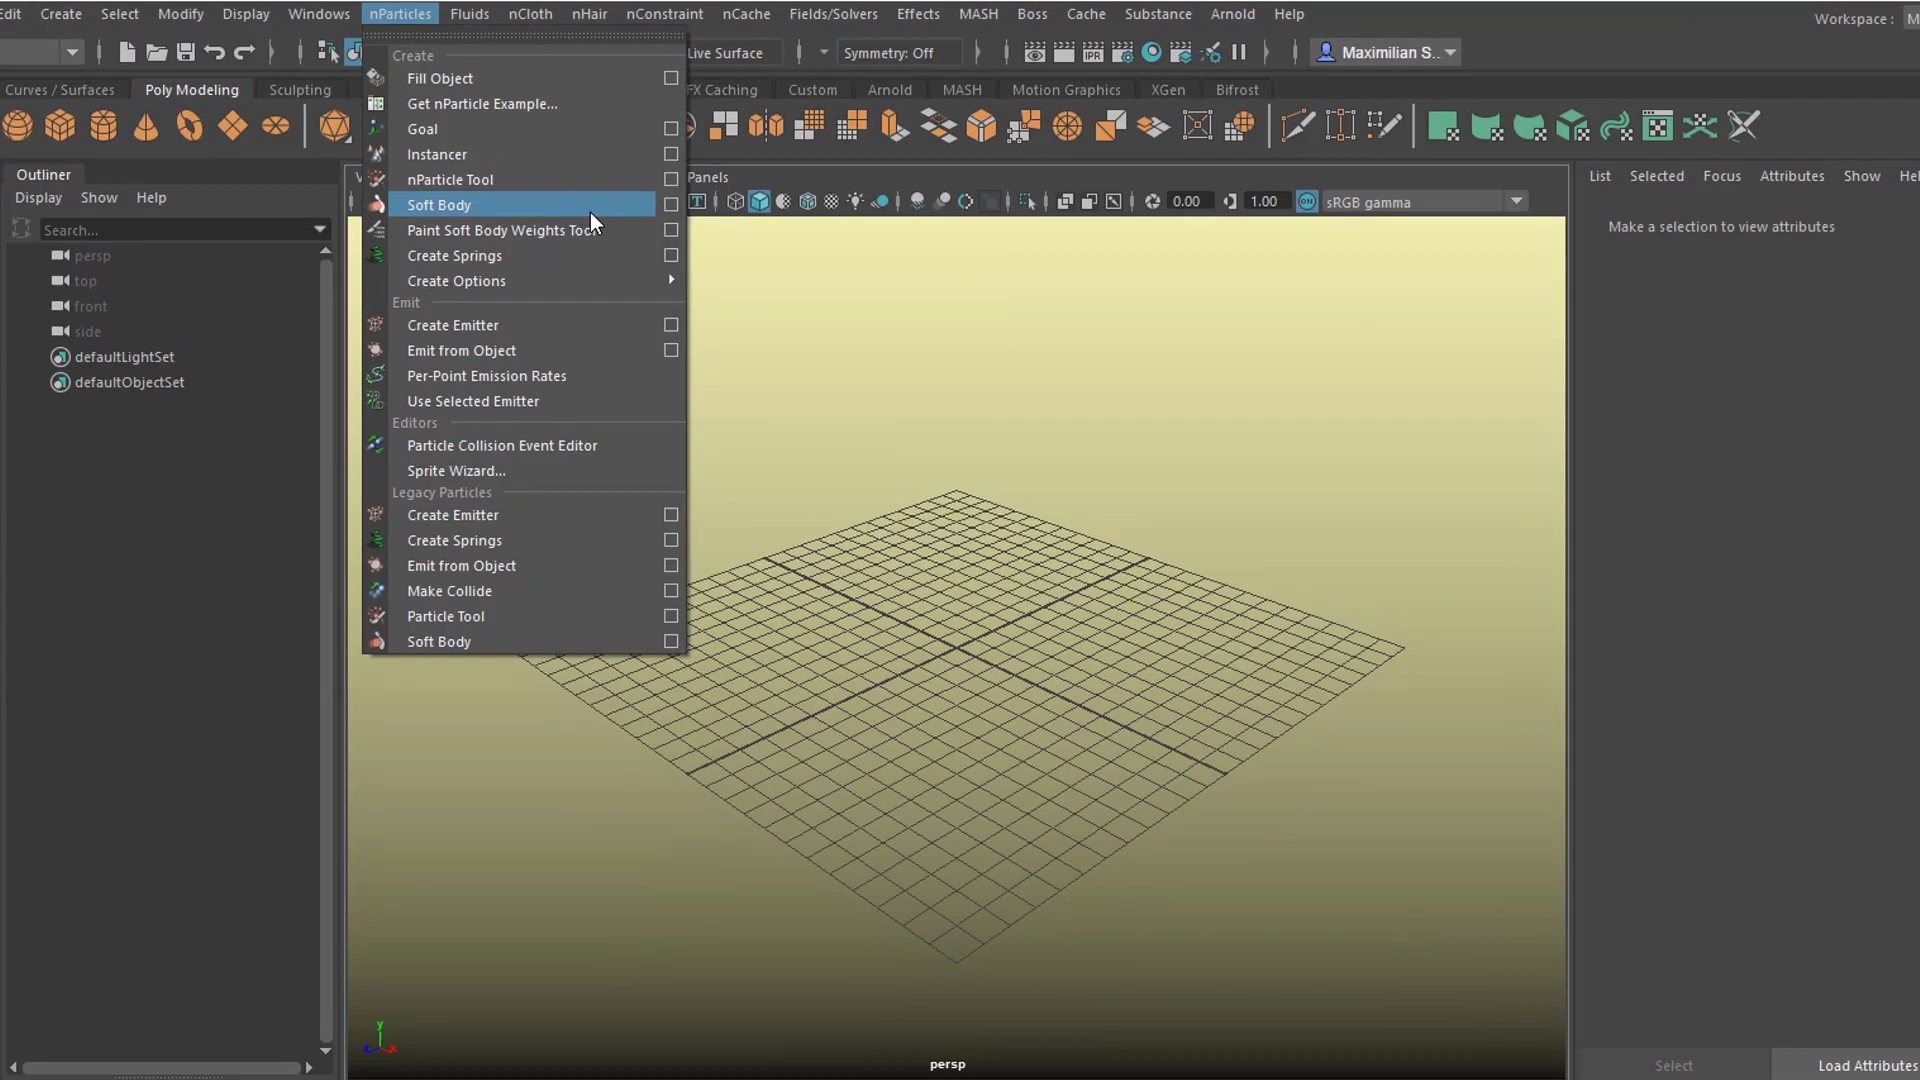 dit Create Select Modify Display Windows nParticles Fluids nCloth nHair nConstraint nCache Fields/Solvers Effects MASH Boss Cache Substance Arnold Help Workspace :
Live Surface Symmetry: Off IPR Maximilian S...
Curves / Surfaces Poly Modeling Sculpting FX Caching Custom Arnold MASH Motion Graphics XGen Bifrost
Outliner
Display Show Help
Search...
persp
top
front
side
defaultLightSet
defaultObjectSet
Create
Fill Object
Get nParticle Example...
Goal
Instancer
nParticle Tool
Soft Body
Paint Soft Body Weights Tool
Create Springs
Create Options
Emit
Create Emitter
Emit from Object
Per-Point Emission Rates
Use Selected Emitter
Editors
Particle Collision Event Editor
Sprite Wizard...
Legacy Particles
Create Emitter
Create Springs
Emit from Object
Make Collide
Particle Tool
Soft Body
Panels
0.00 1.00 ON sRGB gamma
y
x
persp
List Selected Focus Attributes Show Hel
Make a selection to view attributes
Select Load Attributes